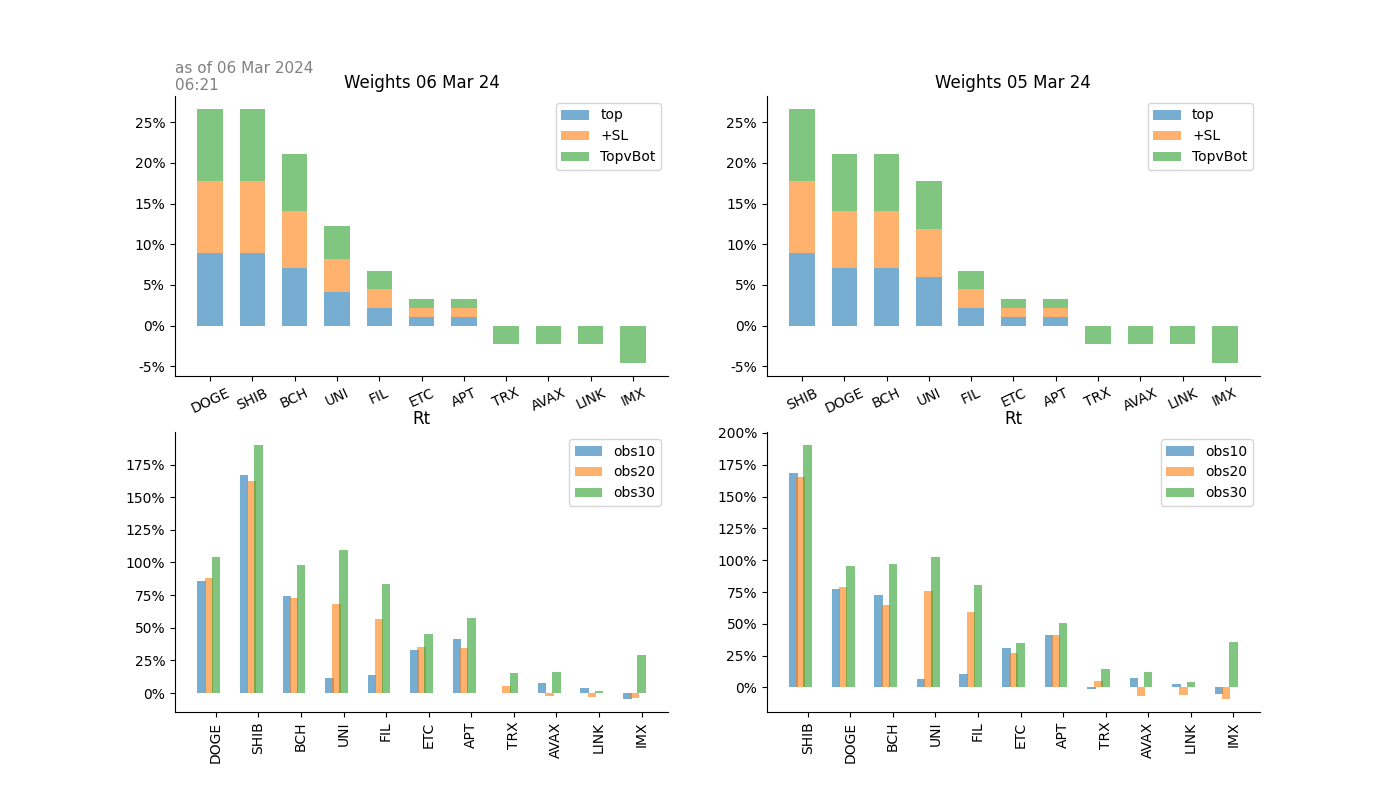 as of 06 Mar 2024
06:21
Weights 06 Mar 24
25%
20%
15%
10%
5%
0%
-5%
top
+SL
TopvBot
DOGE SHIB BCH UNI FIL ETC APT TRX AVAX LINK IMX
Weights 05 Mar 24
25%
20%
15%
10%
5%
0%
-5%
top
+SL
TopvBot
SHIB DOGE BCH UNI FIL ETC APT TRX AVAX LINK IMX
Rt
175%
150%
125%
100%
75%
50%
25%
0%
obs10
obs20
obs30
DOGE SHIB BCH UNI FIL ETC APT TRX AVAX LINK IMX
Rt
200%
175%
150%
125%
100%
75%
50%
25%
0%
obs10
obs20
obs30
SHIB DOGE BCH UNI FIL ETC APT TRX AVAX LINK IMX